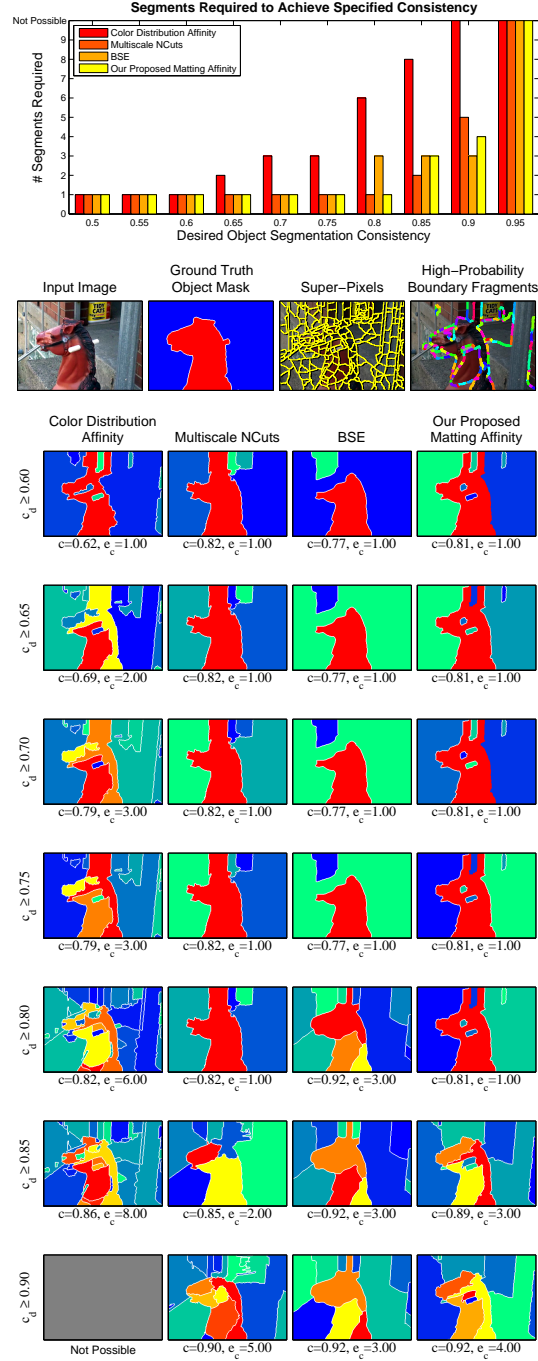 Segments Required to Achieve Specified Consistency
Not Possible
9
8
7
6
5
4
3
2
1
0
# Segments Required
Color Distribution Affinity
Multiscale NCuts
BSE
Our Proposed Matting Affinity
0.5 0.55 0.6 0.65 0.7 0.75 0.8 0.85 0.9 0.95
Desired Object Segmentation Consistency
Input Image
Ground Truth
Object Mask
Super−Pixels
High−Probability
Boundary Fragments
Color Distribution
Affinity
Multiscale NCuts
BSE
Our Proposed
Matting Affinity
c_d ≥ 0.60
c=0.62, e_c=1.00 c=0.82, e_c=1.00 c=0.77, e_c=1.00 c=0.81, e_c=1.00
c_d ≥ 0.65
c=0.69, e_c=2.00 c=0.82, e_c=1.00 c=0.77, e_c=1.00 c=0.81, e_c=1.00
c_d ≥ 0.70
c=0.79, e_c=3.00 c=0.82, e_c=1.00 c=0.77, e_c=1.00 c=0.81, e_c=1.00
c_d ≥ 0.75
c=0.79, e_c=3.00 c=0.82, e_c=1.00 c=0.77, e_c=1.00 c=0.81, e_c=1.00
c_d ≥ 0.80
c=0.82, e_c=6.00 c=0.82, e_c=1.00 c=0.92, e_c=3.00 c=0.81, e_c=1.00
c_d ≥ 0.85
c=0.86, e_c=8.00 c=0.85, e_c=2.00 c=0.92, e_c=3.00 c=0.89, e_c=3.00
c_d ≥ 0.90
Not Possible c=0.90, e_c=5.00 c=0.92, e_c=3.00 c=0.92, e_c=4.00